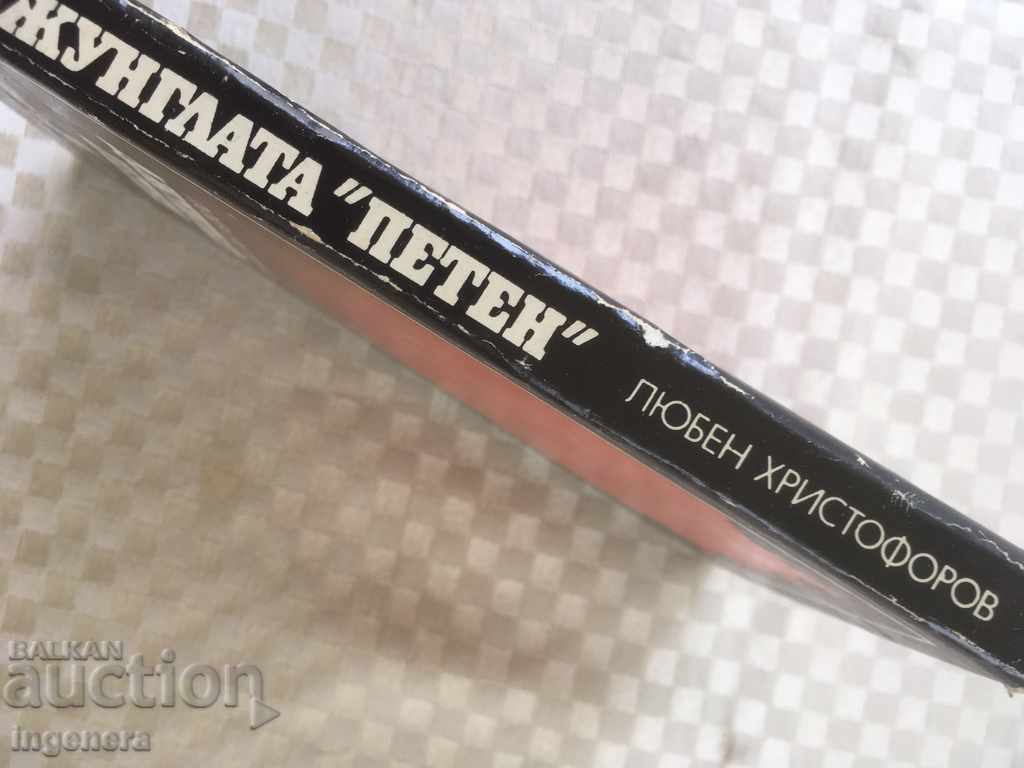 ЖУНГЛАТА "ПЕТЕН"
ЛЮБЕН ХРИСТОФОРОВ
BALKAN
auction
ingenera